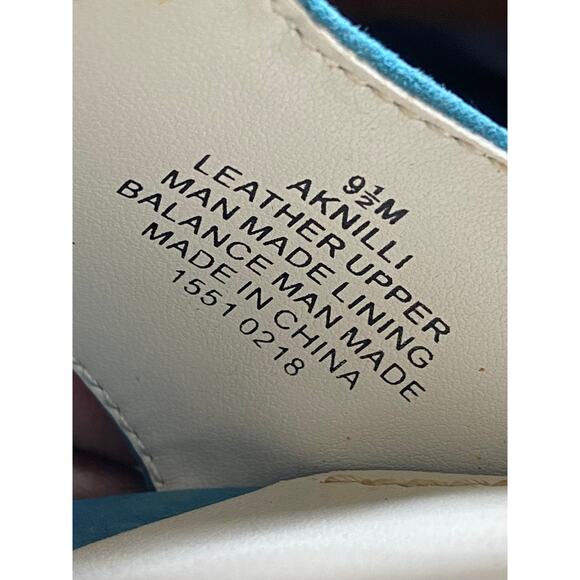 9½M
AKNILLI
LEATHER UPPER
MAN MADE LINING
BALANCE MAN MADE
MADE IN CHINA
1551 0218